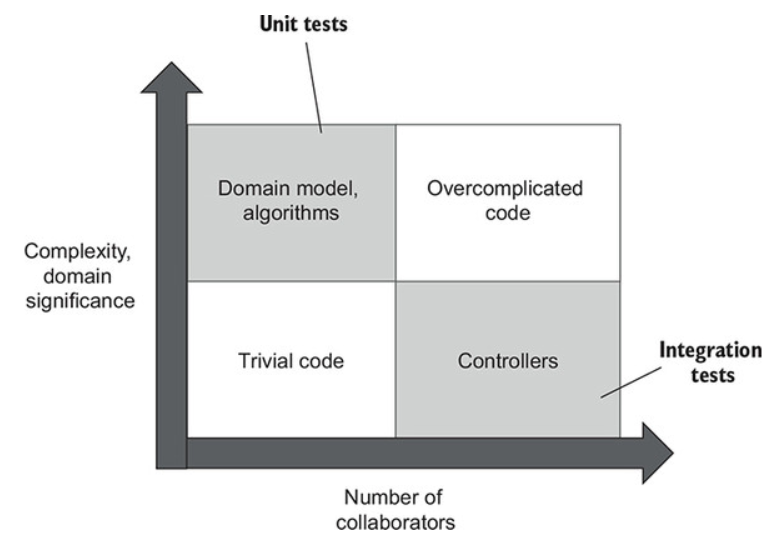 Unit tests
Domain model,
algorithms
Overcomplicated
code
Complexity,
domain
significance
Trivial code
Controllers
Integration
tests
Number of
collaborators